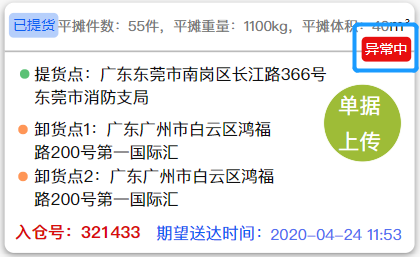 已提货 平摊件数：55件，平摊重量：1100kg，平摊体积：40m³
异常中
提货点：广东东莞市南岗区长江路366号
东莞市消防支局
单据
上传
卸货点1：广东广州市白云区鸿福
路200号第一国际汇
卸货点2：广东广州市白云区鸿福
路200号第一国际汇
入仓号：321433 期望送达时间：2020-04-24 11:53